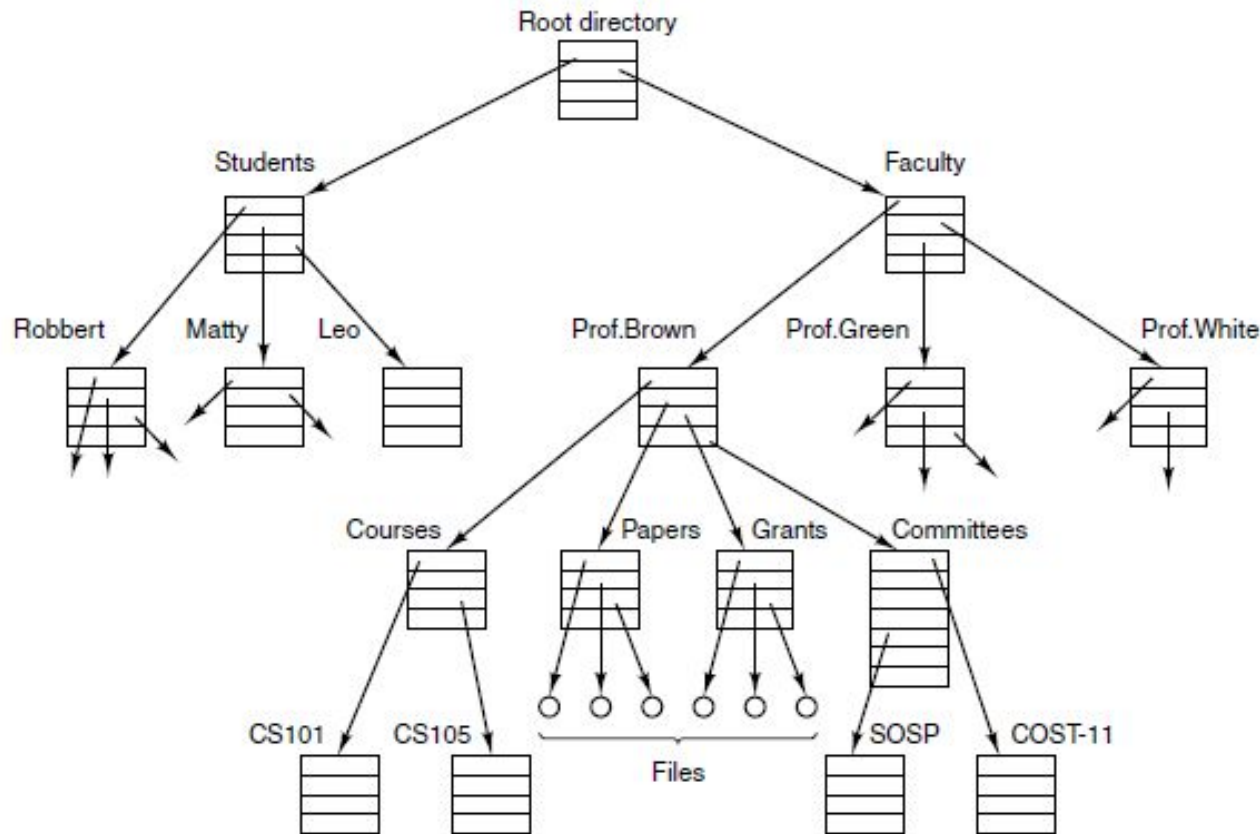 Root directory
Students
Faculty
Robbert
Matty
Leo
Prof.Brown
Prof.Green
Prof.White
Courses
Papers
Grants
Committees
CS101
CS105
Files
SOSP
COST-11